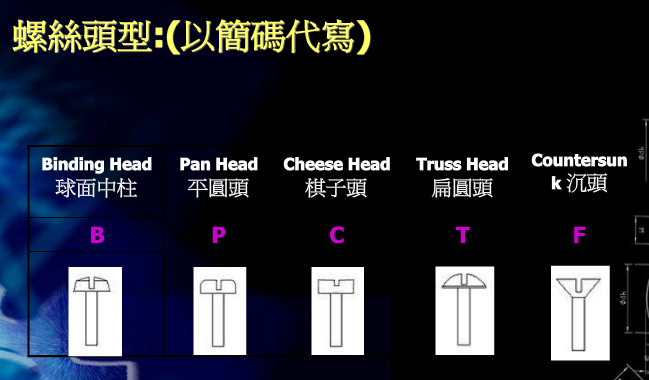 螺絲頭型:(以簡碼代寫)
Binding Head Pan Head Cheese Head Truss Head Countersun
球面中柱 平圓頭 棋子頭 扁圓頭 k 沉頭
B P C T F